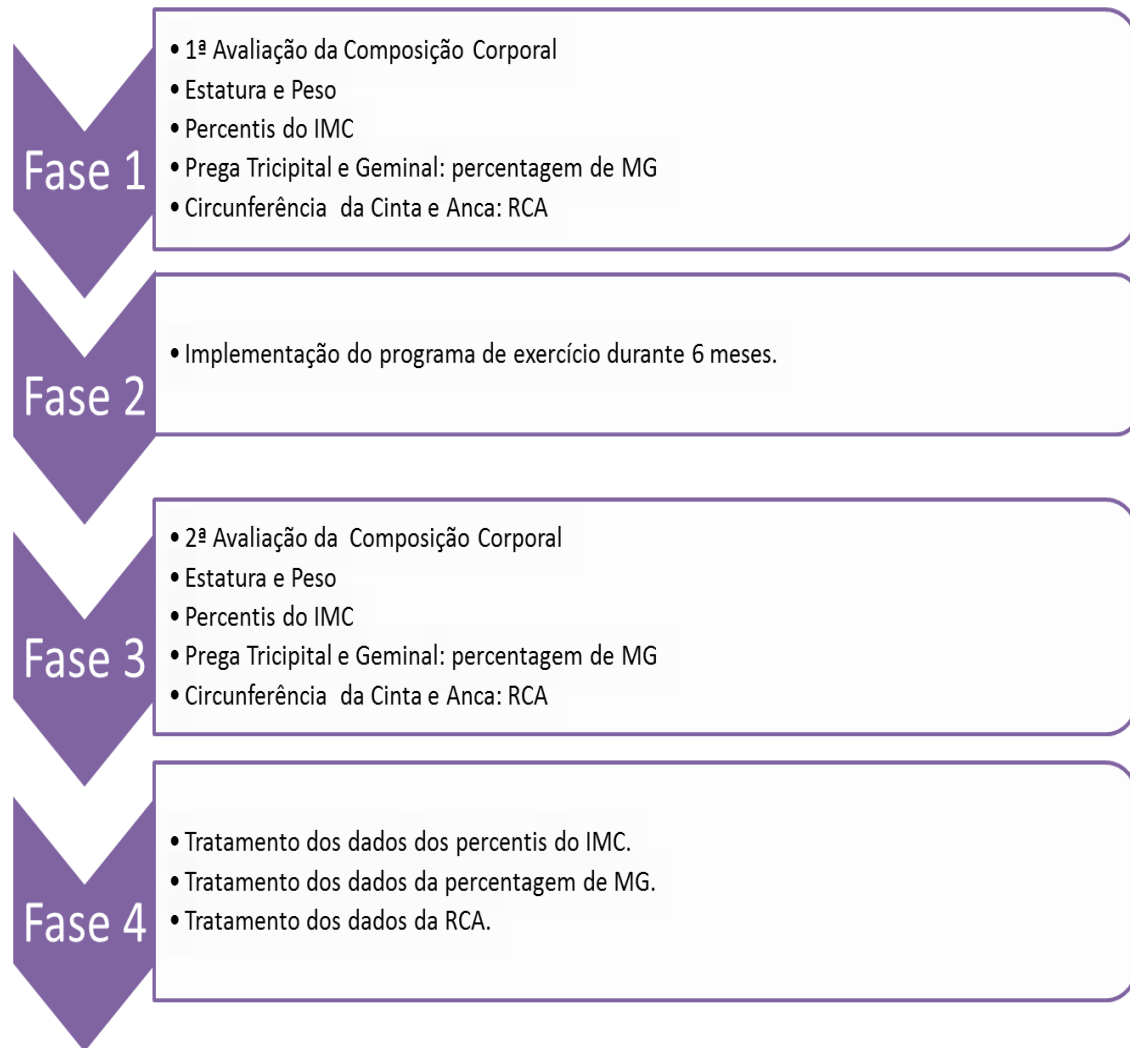 Fase 1
• 1ª Avaliação da Composição Corporal
• Estatura e Peso
• Percentis do IMC
• Prega Tricipital e Geminal: percentagem de MG
• Circunferência da Cinta e Anca: RCA
Fase 2
• Implementação do programa de exercício durante 6 meses.
Fase 3
• 2ª Avaliação da Composição Corporal
• Estatura e Peso
• Percentis do IMC
• Prega Tricipital e Geminal: percentagem de MG
• Circunferência da Cinta e Anca: RCA
Fase 4
• Tratamento dos dados dos percentis do IMC.
• Tratamento dos dados da percentagem de MG.
• Tratamento dos dados da RCA.